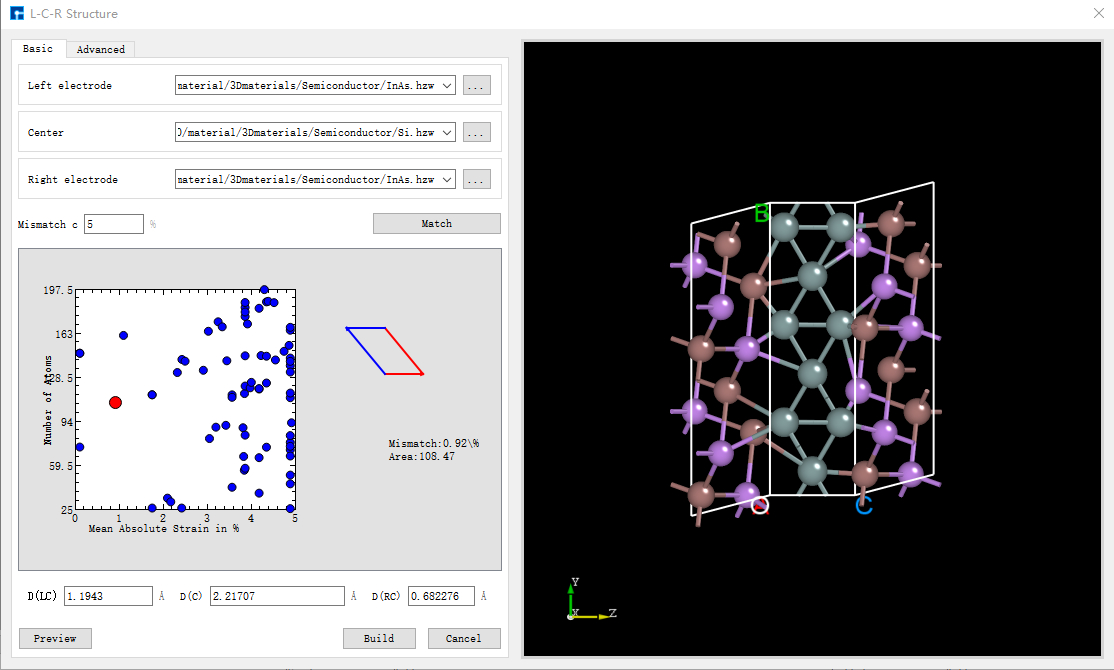 L-C-R Structure
Basic Advanced
Left electrode material/3Dmaterials/Semiconductor/InAs.hzw ...
Center )/material/3Dmaterials/Semiconductor/Si.hzw ...
Right electrode material/3Dmaterials/Semiconductor/InAs.hzw ...
Mismatch c 5 % Match
197.5
163
28.5
94
59.5
25
Number of Atoms
0 1 2 3 4 5
Mean Absolute Strain in %
Mismatch:0.92\%
Area:108.47
D(LC) 1.1943 Å D(C) 2.21707 Å D(RC) 0.682276 Å
Preview Build Cancel
B
O
C
Y
X
Z